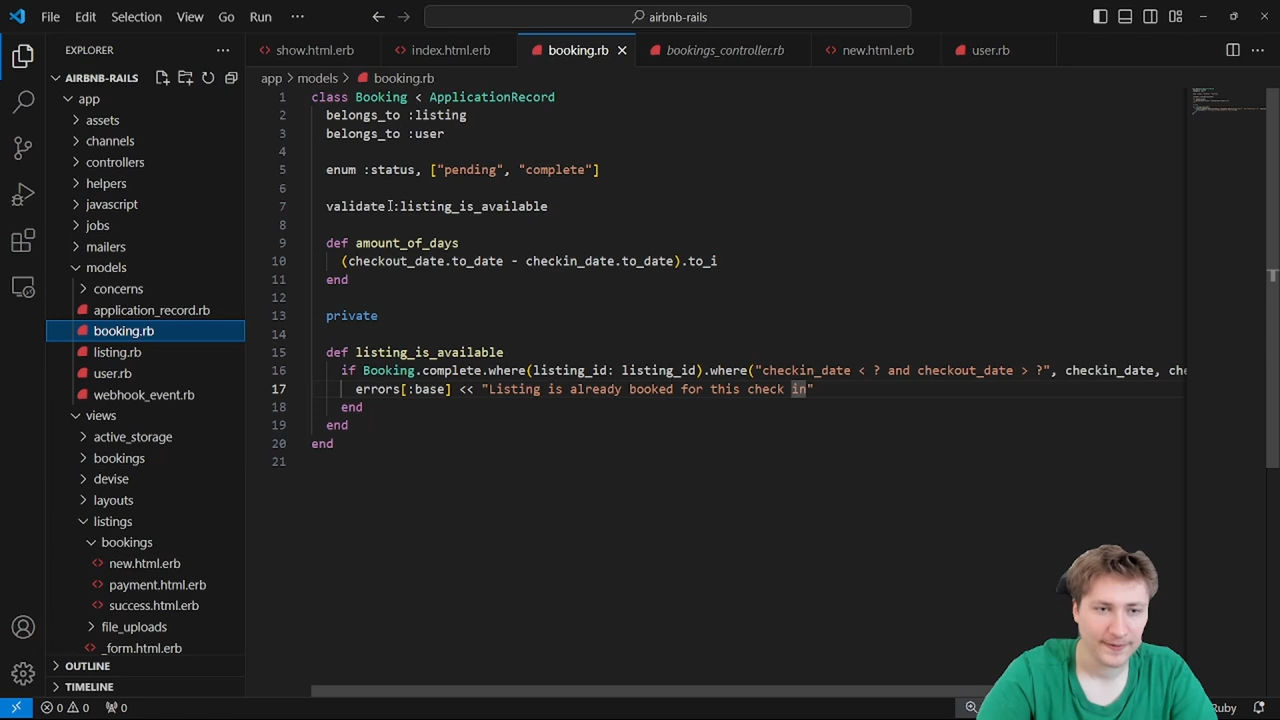 File Edit Selection View Go Run ··· airbnb-rails
EXPLORER ···
show.html.erb index.html.erb booking.rb bookings_controller.rb new.html.erb user.rb
AIRBNB-RAILS
app > models > booking.rb
app
assets
channels
controllers
helpers
javascript
jobs
mailers
models
concerns
application_record.rb
booking.rb
listing.rb
user.rb
webhook_event.rb
views
active_storage
bookings
devise
layouts
listings
bookings
new.html.erb
payment.html.erb
success.html.erb
file_uploads
_form.html.erb
OUTLINE
TIMELINE
1 class Booking < ApplicationRecord
2 belongs_to :listing
3 belongs_to :user
4
5 enum :status, ["pending", "complete"]
6
7 validate :listing_is_available
8
9 def amount_of_days
10 (checkout_date.to_date - checkin_date.to_date).to_i
11 end
12
13 private
14
15 def listing_is_available
16 if Booking.complete.where(listing_id: listing_id).where("checkin_date < ? and checkout_date > ?", checkin_date, che
17 errors[:base] << "Listing is already booked for this check in"
18 end
19 end
20 end
21
0 0 0 Ruby